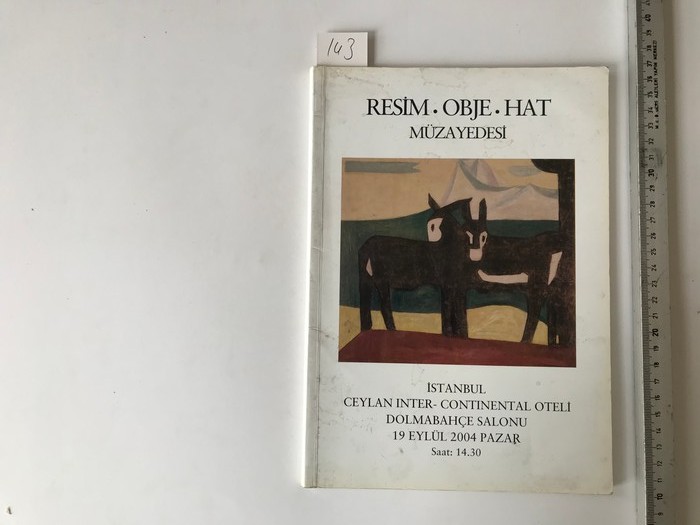 143
RESİM • OBJE • HAT
MÜZAYEDESİ
İSTANBUL
CEYLAN INTER- CONTINENTAL OTELİ
DOLMABAHÇE SALONU
19 EYLÜL 2004 PAZAR
Saat: 14.30